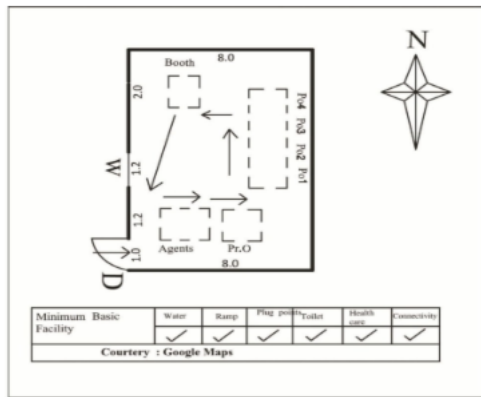 N
8.0
Booth
2.0
Po4
Po3
Po2
Po1
W
1.2
1.2
Agents
Pr.O
1.0
D
8.0
Minimum Basic Facility
Water
Ramp
Plug points
Toilet
Health care
Connectivity
Courtery : Google Maps